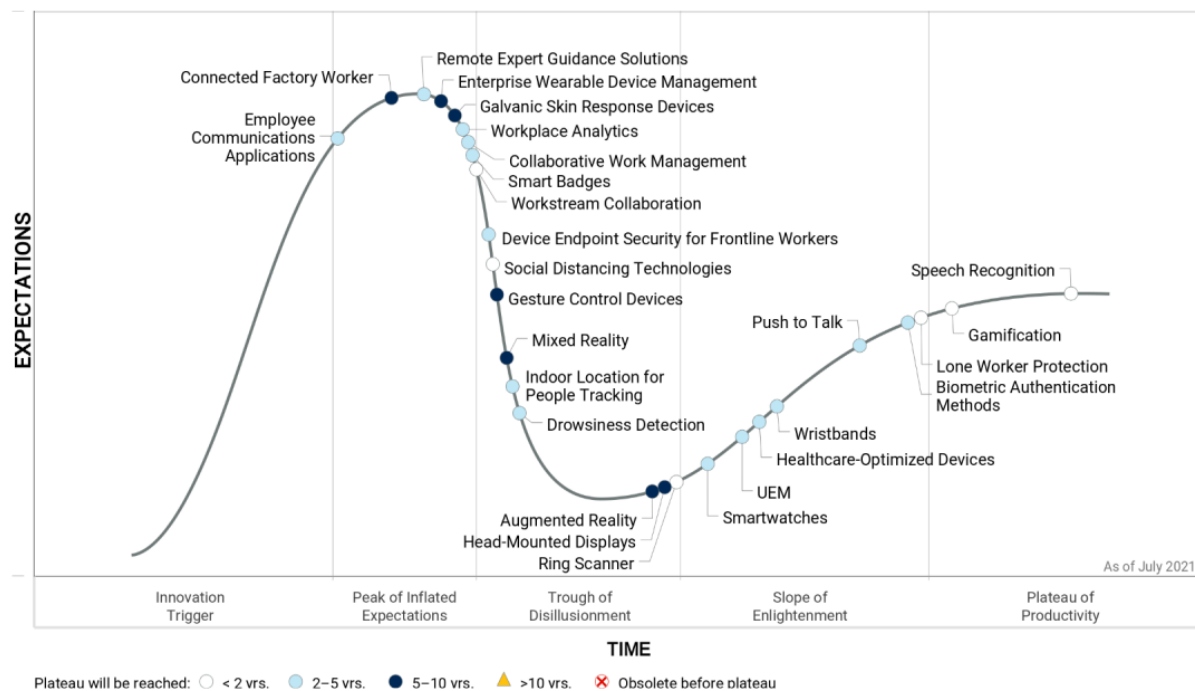 Remote Expert Guidance Solutions
Connected Factory Worker
Enterprise Wearable Device Management
Galvanic Skin Response Devices
Employee
Communications
Applications
Workplace Analytics
Collaborative Work Management
Smart Badges
Workstream Collaboration
Device Endpoint Security for Frontline Workers
Social Distancing Technologies
Gesture Control Devices
Mixed Reality
Indoor Location for
People Tracking
Drowsiness Detection
Augmented Reality
Head-Mounted Displays
Ring Scanner
Smartwatches
UEM
Healthcare-Optimized Devices
Wristbands
Push to Talk
Biometric Authentication
Methods
Lone Worker Protection
Gamification
Speech Recognition
EXPECTATIONS
As of July 2021
Innovation
Trigger
Peak of Inflated
Expectations
Trough of
Disillusionment
Slope of
Enlightenment
Plateau of
Productivity
TIME
Plateau will be reached: < 2 yrs. 2–5 yrs. 5–10 yrs. >10 yrs. Obsolete before plateau